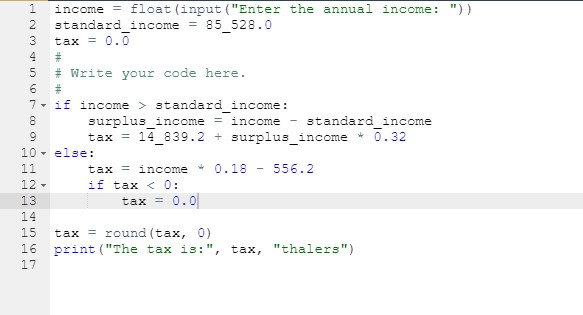 1 income = float(input("Enter the annual income: "))
2 standard_income = 85_528.0
3 tax = 0.0
4 #
5 # Write your code here.
6 #
7 if income > standard_income:
8     surplus_income = income - standard_income
9     tax = 14_839.2 + surplus_income * 0.32
10 else:
11     tax = income * 0.18 - 556.2
12     if tax < 0:
13         tax = 0.0
14
15 tax = round(tax, 0)
16 print("The tax is:", tax, "thalers")
17